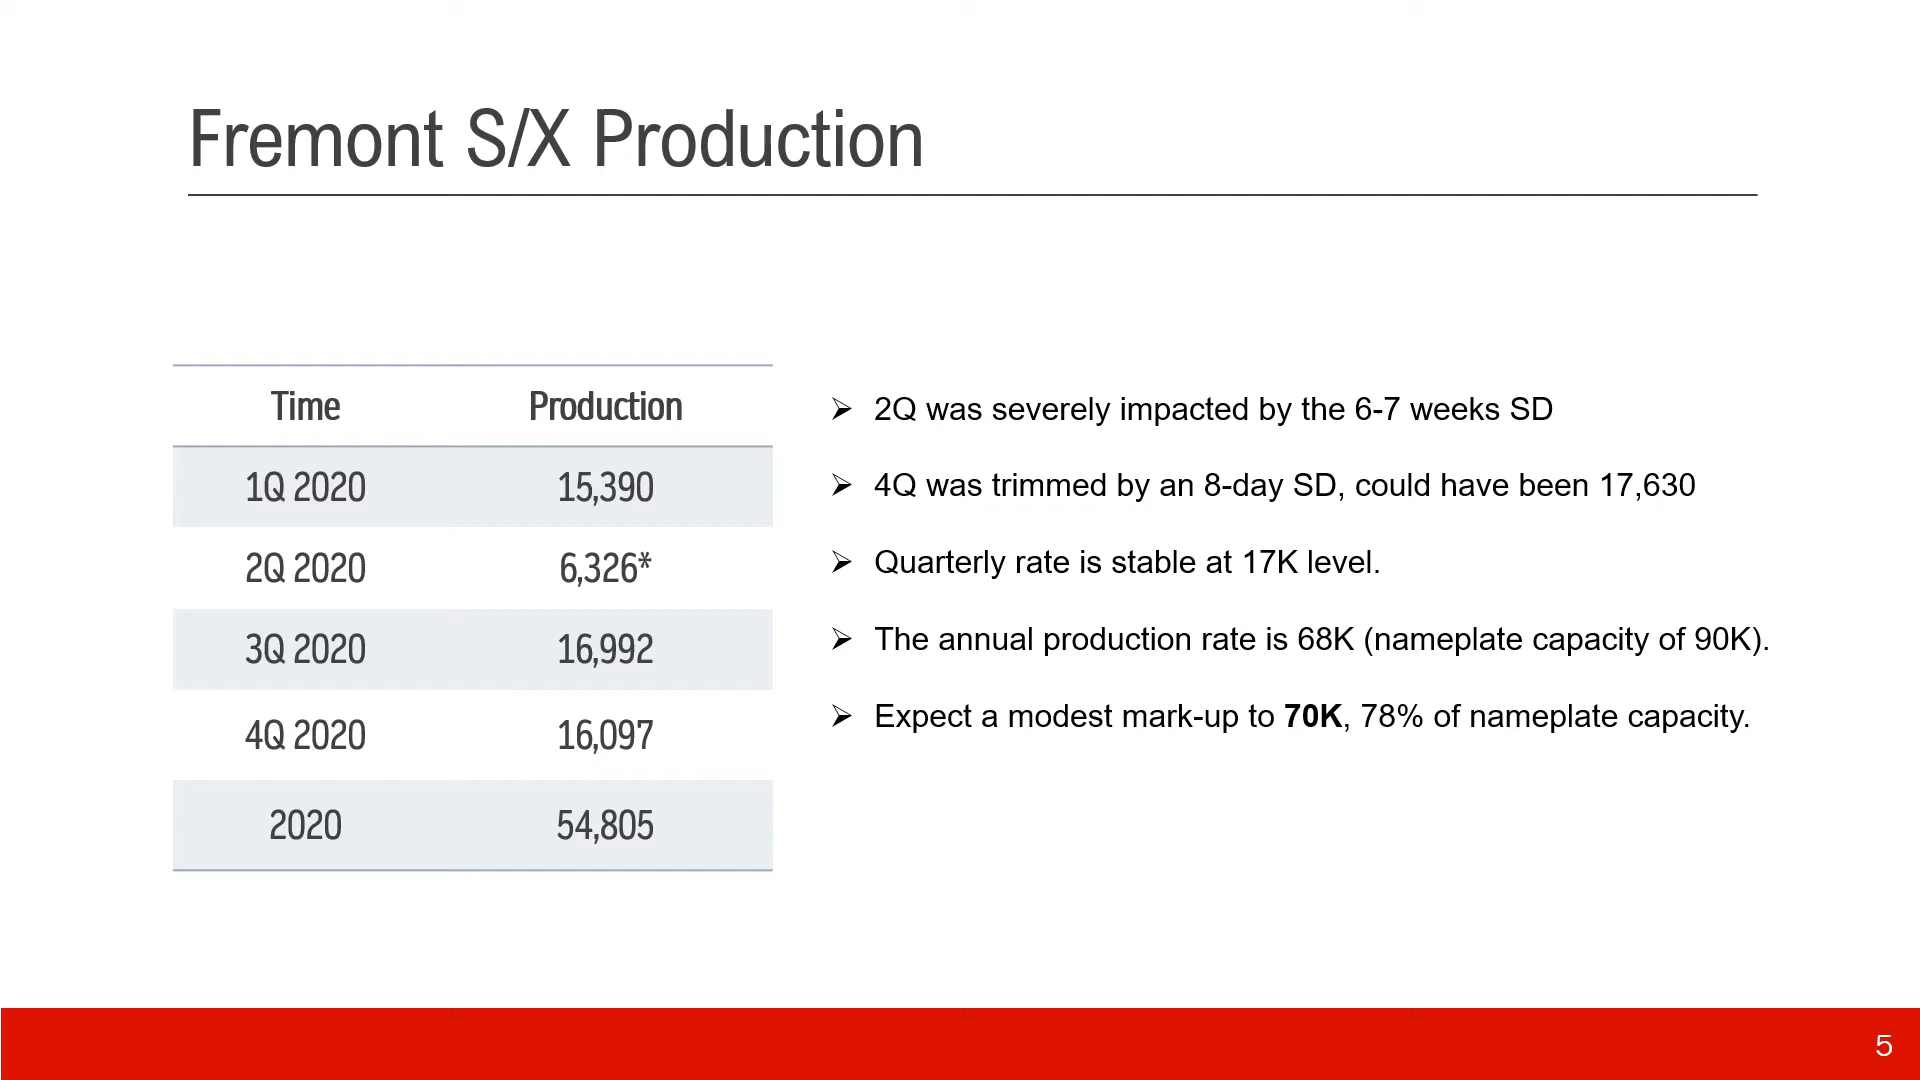 Fremont S/X Production
Time Production
1Q 2020 15,390
2Q 2020 6,326*
3Q 2020 16,992
4Q 2020 16,097
2020 54,805
➢ 2Q was severely impacted by the 6-7 weeks SD
➢ 4Q was trimmed by an 8-day SD, could have been 17,630
➢ Quarterly rate is stable at 17K level.
➢ The annual production rate is 68K (nameplate capacity of 90K).
➢ Expect a modest mark-up to 70K, 78% of nameplate capacity.
5